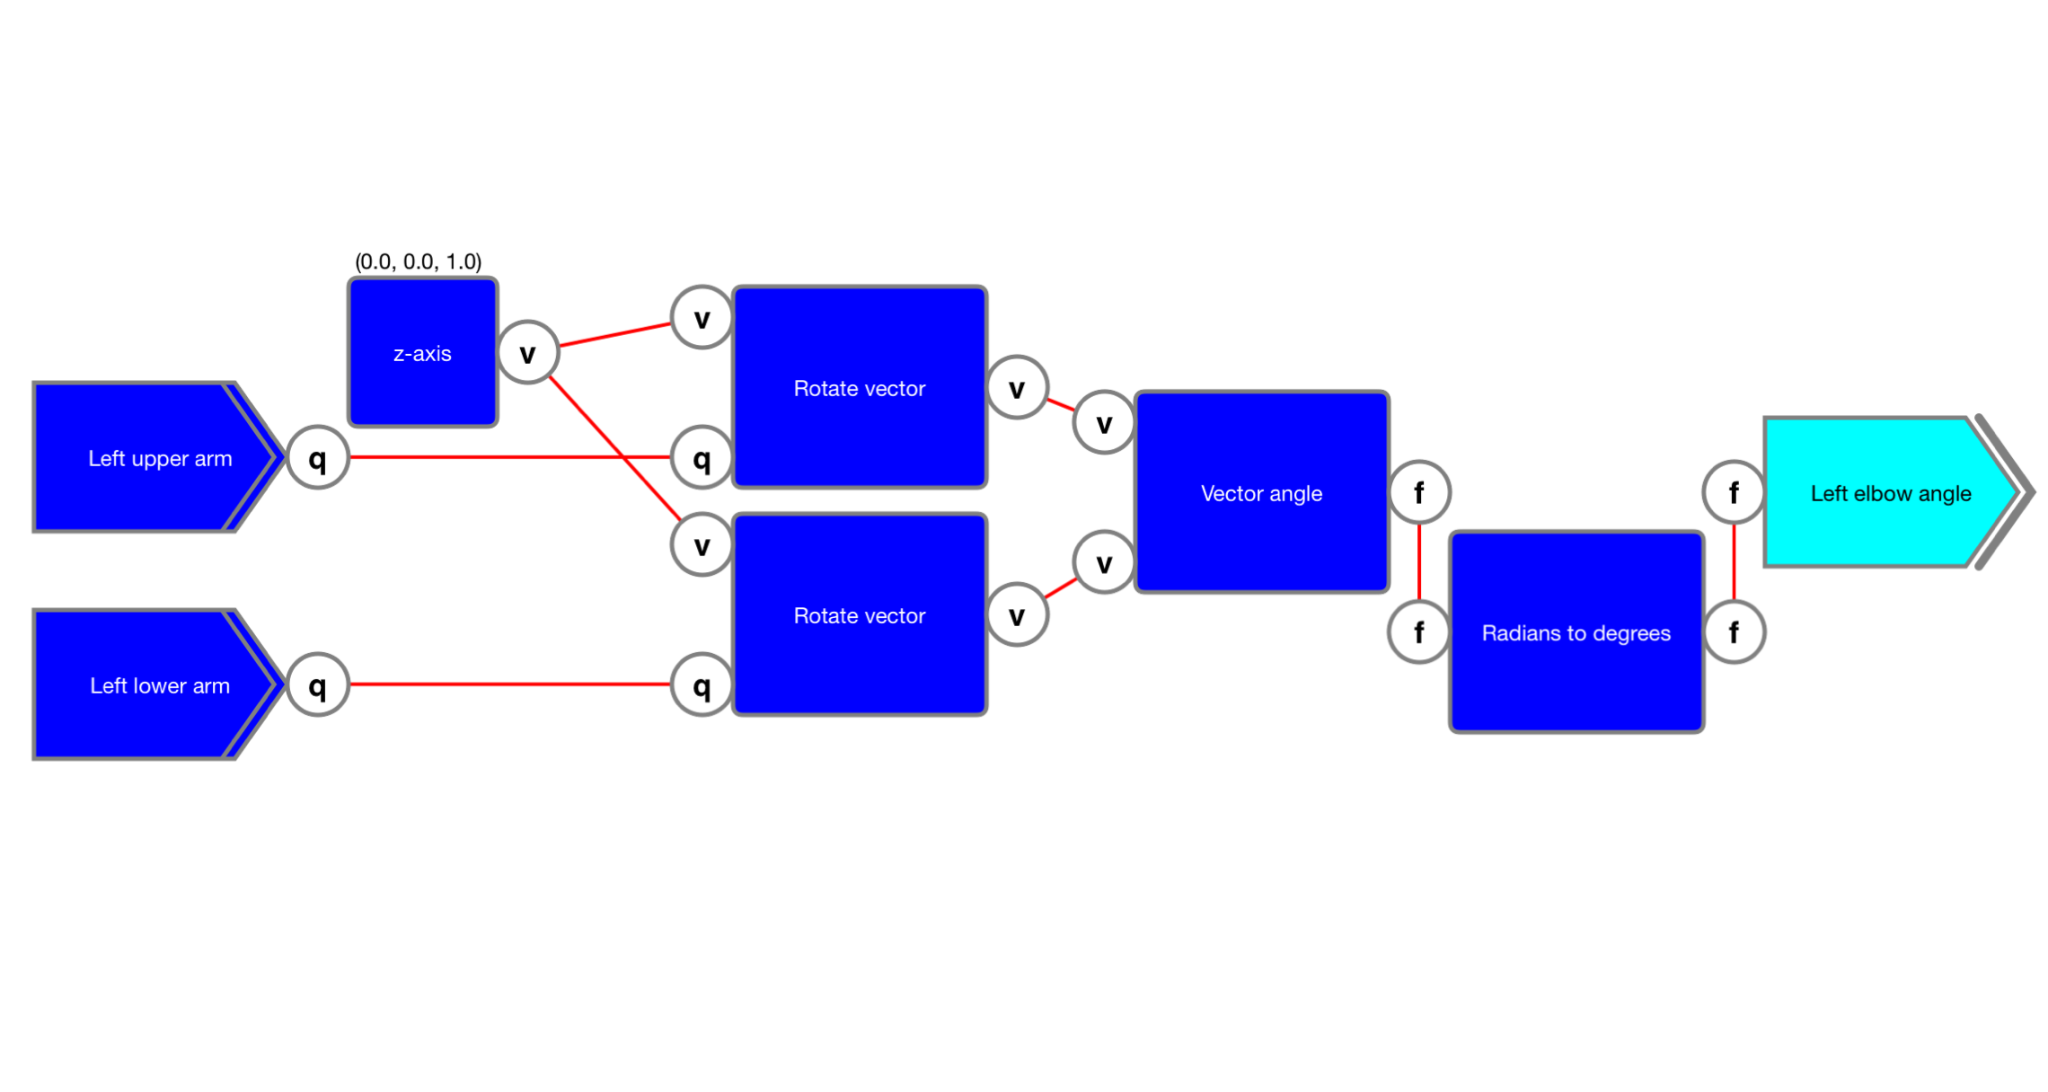 (0.0, 0.0, 1.0)
z-axis
v
Left upper arm
q
v
q
Rotate vector
v
Left lower arm
q
v
q
Rotate vector
v
v
v
Vector angle
f
f
Radians to degrees
f
f
Left elbow angle